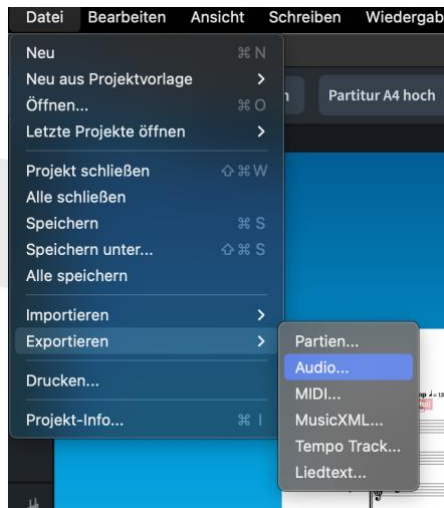 Datei Bearbeiten Ansicht Schreiben Wiedergab
Neu ⌘ N
Neu aus Projektvorlage
Öffnen... ⌘ O
Letzte Projekte öffnen
Projekt schließen ⇧ ⌘ W
Alle schließen
Speichern ⌘ S
Speichern unter... ⇧ ⌘ S
Alle speichern
Importieren
Exportieren
Drucken...
Projekt-Info... ⌘ I
Partien...
Audio...
MIDI...
MusicXML...
Tempo Track...
Liedtext...
Partitur A4 hoch